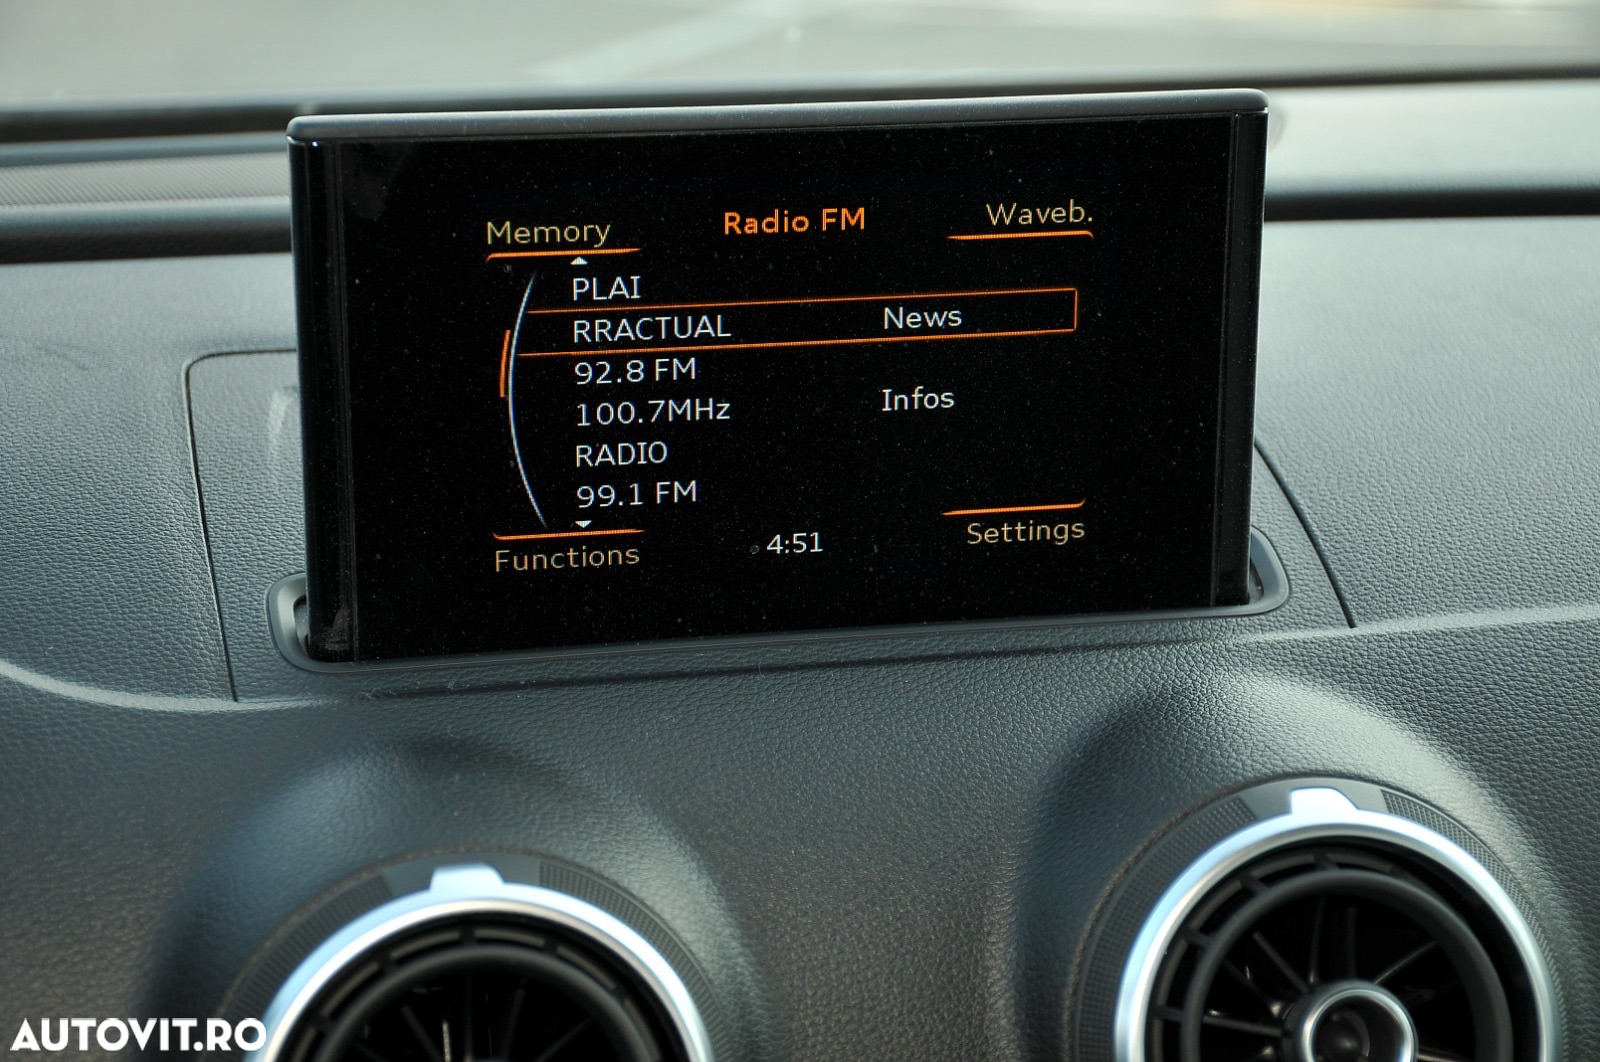 Memory
Radio FM
Waveb.
PLAI
RRACTUAL News
92.8 FM
100.7MHz Infos
RADIO
99.1 FM
Functions
4:51
Settings
AUTOVIT.RO